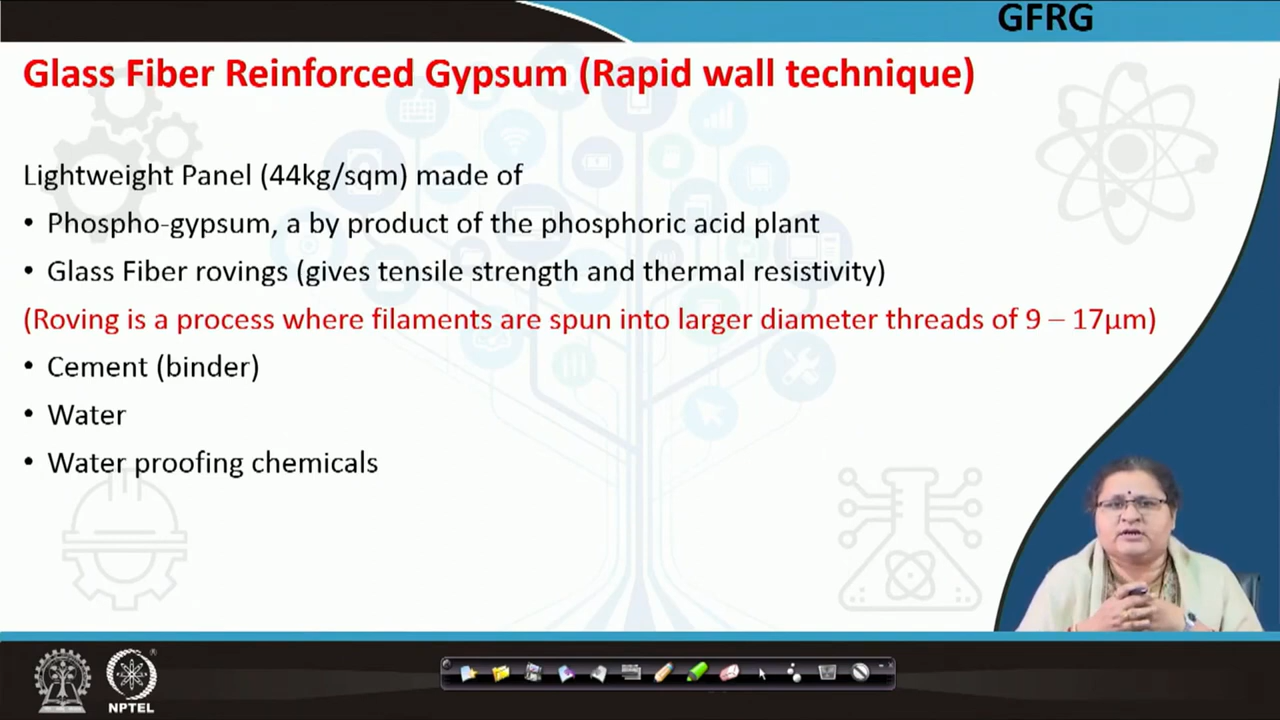 GFRG
Glass Fiber Reinforced Gypsum (Rapid wall technique)
Lightweight Panel (44kg/sqm) made of
• Phospho-gypsum, a by product of the phosphoric acid plant
• Glass Fiber rovings (gives tensile strength and thermal resistivity)
(Roving is a process where filaments are spun into larger diameter threads of 9 – 17µm)
• Cement (binder)
• Water
• Water proofing chemicals
NPTEL